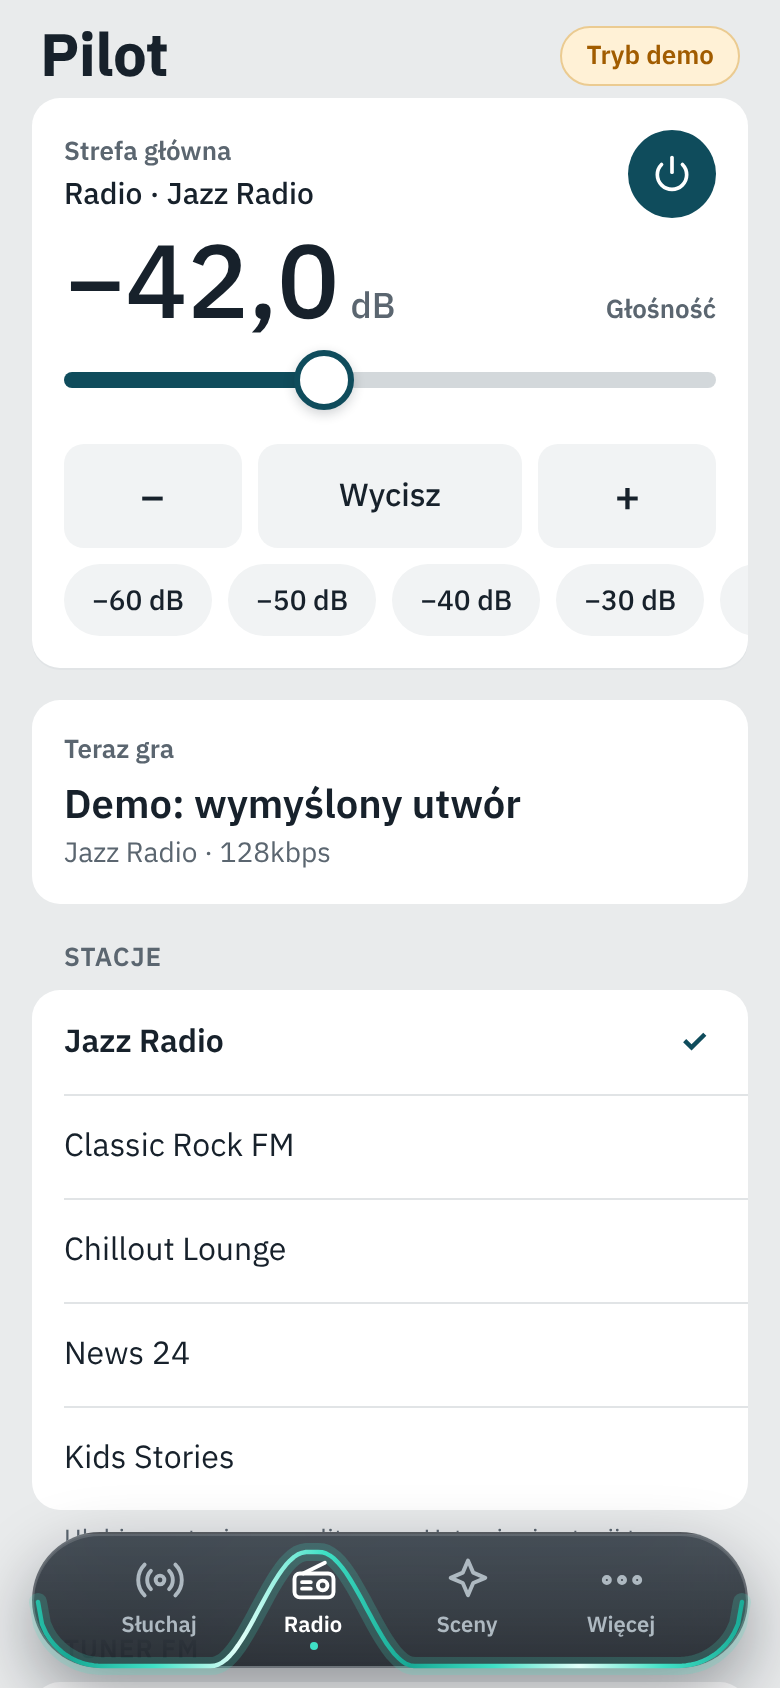 Pilot
Tryb demo
Strefa główna
Radio · Jazz Radio
−42,0 dB
Głośność
−
Wycisz
+
−60 dB
−50 dB
−40 dB
−30 dB
Teraz gra
Demo: wymyślony utwór
Jazz Radio · 128kbps
STACJE
Jazz Radio
Classic Rock FM
Chillout Lounge
News 24
Kids Stories
Słuchaj
Radio
Sceny
Więcej
TUNER FM